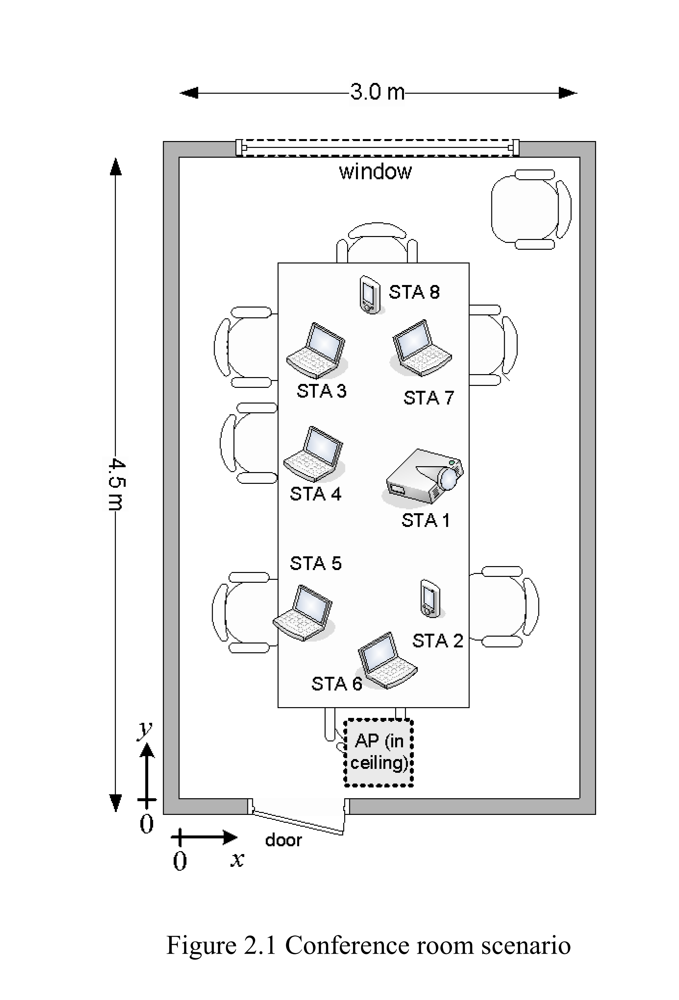 3.0 m
window
STA 8
STA 3
STA 7
4.5 m
STA 4
STA 1
STA 5
STA 2
STA 6
y
AP (in
ceiling)
0
door
0
x
Figure 2.1 Conference room scenario